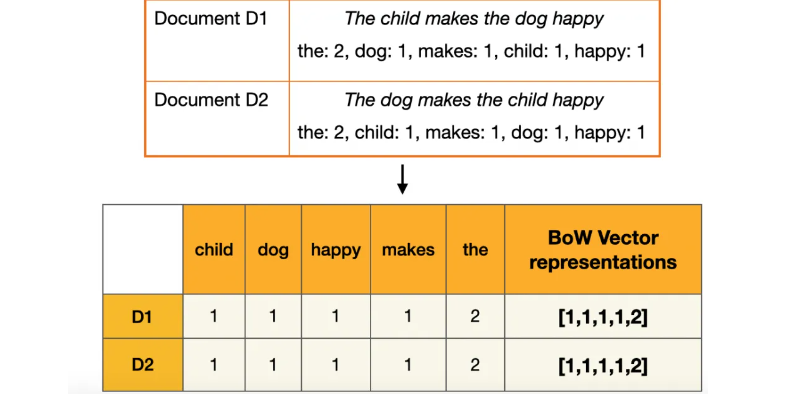 Document D1
The child makes the dog happy
the: 2, dog: 1, makes: 1, child: 1, happy: 1
Document D2
The dog makes the child happy
the: 2, child: 1, makes: 1, dog: 1, happy: 1
child dog happy makes the BoW Vector representations
D1 1 1 1 1 2 [1,1,1,1,2]
D2 1 1 1 1 2 [1,1,1,1,2]